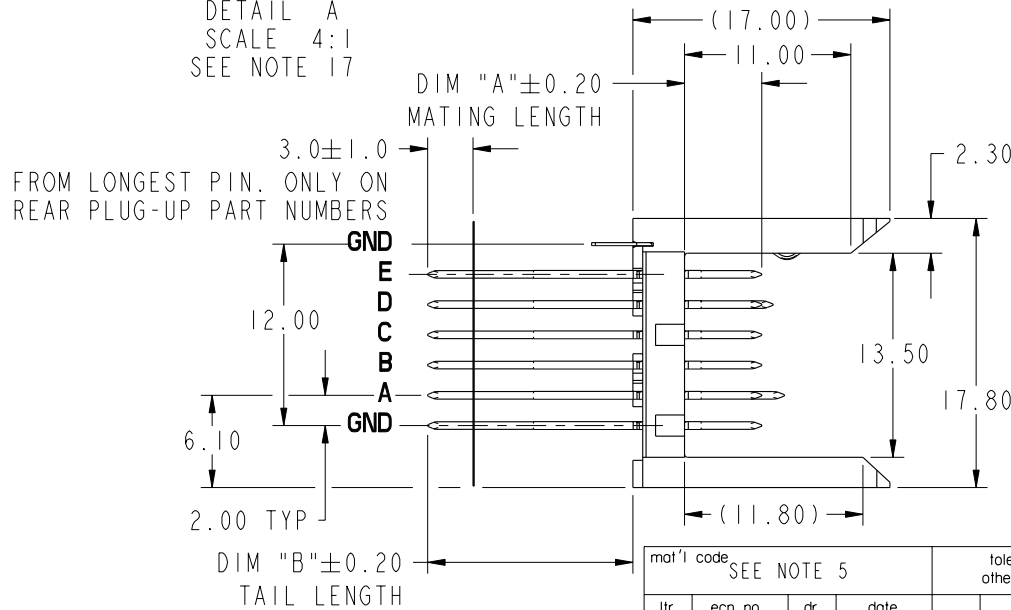 DETAIL A
SCALE 4:1
SEE NOTE 17
(17.00)
11.00
DIM "A"±0.20
MATING LENGTH
3.0±1.0
2.30
FROM LONGEST PIN. ONLY ON
REAR PLUG-UP PART NUMBERS
GND
E
D
12.00
C
B
13.50
A
17.80
GND
6.10
2.00 TYP
(11.80)
DIM "B"±0.20
TAIL LENGTH
mat'l code SEE NOTE 5
tole
othe
ltr ecn no dr date